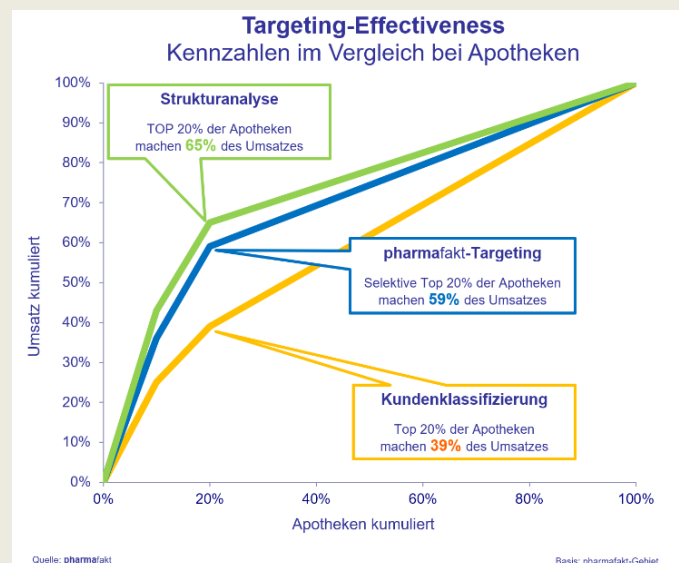 Targeting-Effectiveness
Kennzahlen im Vergleich bei Apotheken
100%
90%
80%
70%
60%
50%
40%
30%
20%
10%
0%
Umsatz kumuliert
Strukturanalyse
TOP 20% der Apotheken
machen 65% des Umsatzes
pharmafakt-Targeting
Selektive Top 20% der Apotheken
machen 59% des Umsatzes
Kundenklassifizierung
Top 20% der Apotheken
machen 39% des Umsatzes
0% 20% 40% 60% 80% 100%
Apotheken kumuliert
Quelle: pharmafakt
Basis: pharmafakt-Gebiet